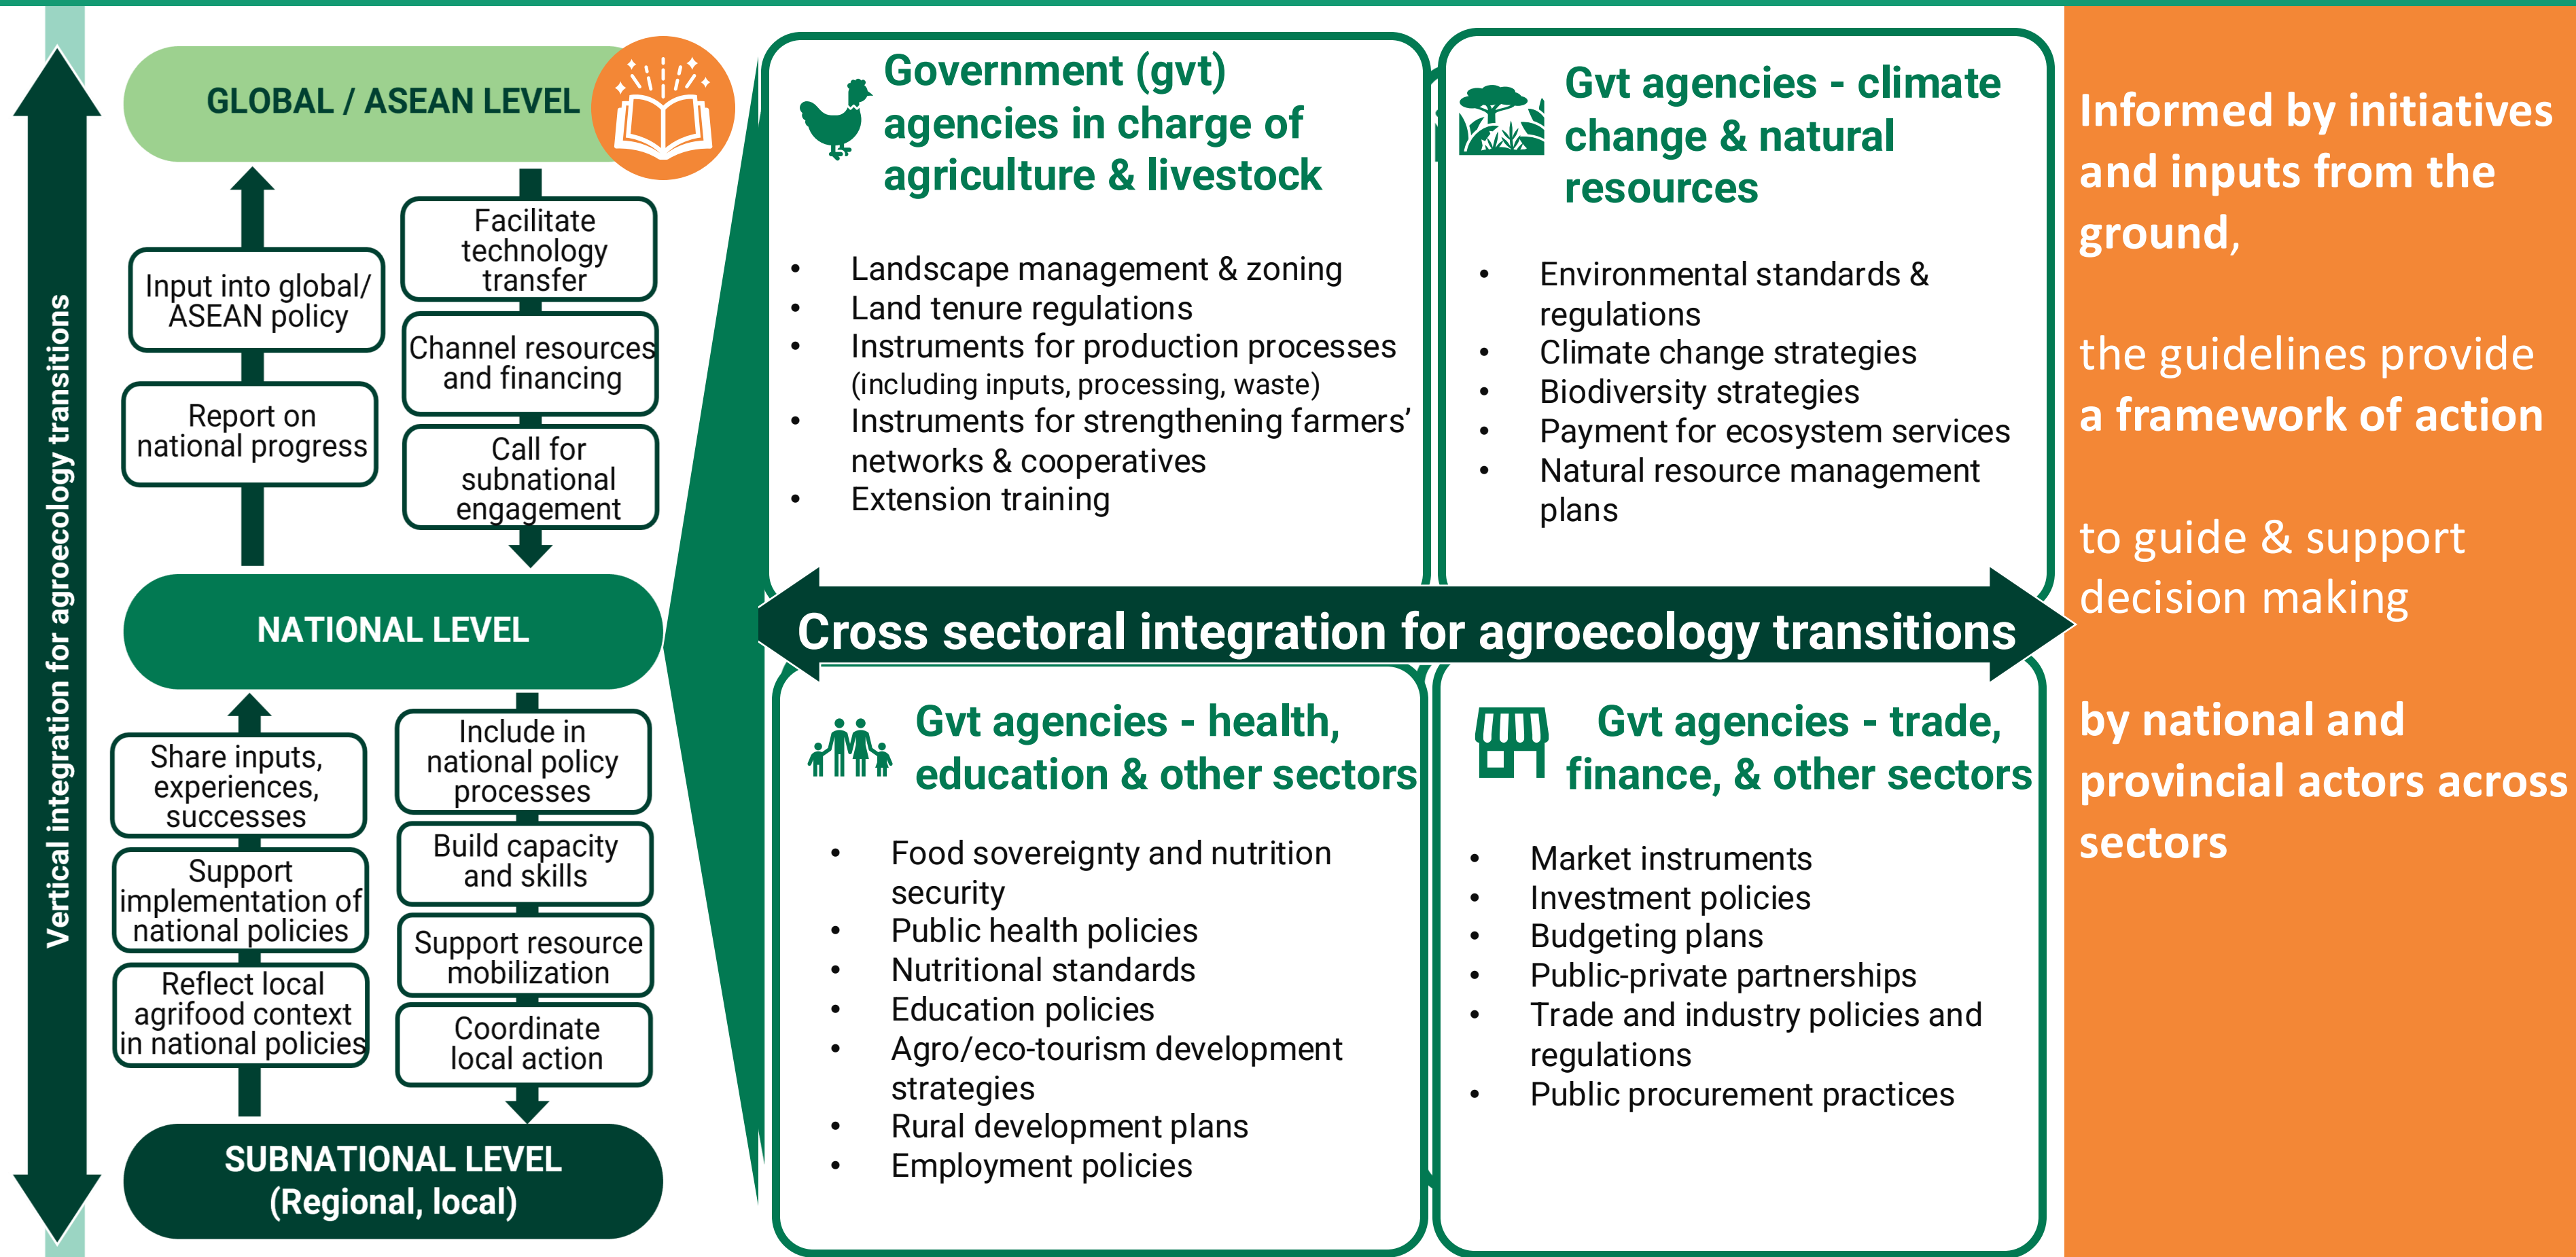 Vertical integration for agroecology transitions
GLOBAL / ASEAN LEVEL
Input into global/
ASEAN policy
Report on
national progress
Facilitate
technology
transfer
Channel resources
and financing
Call for
subnational
engagement
NATIONAL LEVEL
Share inputs,
experiences,
successes
Support
implementation of
national policies
Reflect local
agrifood context
in national policies
Include in
national policy
processes
Build capacity
and skills
Support resource
mobilization
Coordinate
local action
SUBNATIONAL LEVEL
(Regional, local)
Government (gvt)
agencies in charge of
agriculture & livestock
• Landscape management & zoning
• Land tenure regulations
• Instruments for production processes
(including inputs, processing, waste)
• Instruments for strengthening farmers’
networks & cooperatives
• Extension training
Gvt agencies - climate
change & natural
resources
• Environmental standards &
regulations
• Climate change strategies
• Biodiversity strategies
• Payment for ecosystem services
• Natural resource management
plans
Cross sectoral integration for agroecology transitions
Gvt agencies - health,
education & other sectors
• Food sovereignty and nutrition
security
• Public health policies
• Nutritional standards
• Education policies
• Agro/eco-tourism development
strategies
• Rural development plans
• Employment policies
Gvt agencies - trade,
finance, & other sectors
• Market instruments
• Investment policies
• Budgeting plans
• Public-private partnerships
• Trade and industry policies and
regulations
• Public procurement practices
Informed by initiatives
and inputs from the
ground,
the guidelines provide
a framework of action
to guide & support
decision making
by national and
provincial actors across
sectors